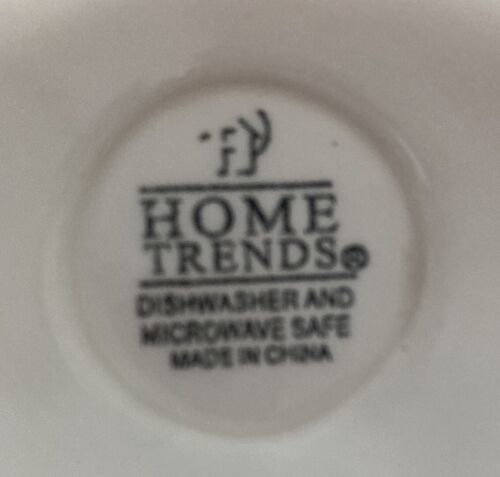 HOME
TRENDS®
DISHWASHER AND
MICROWAVE SAFE
MADE IN CHINA